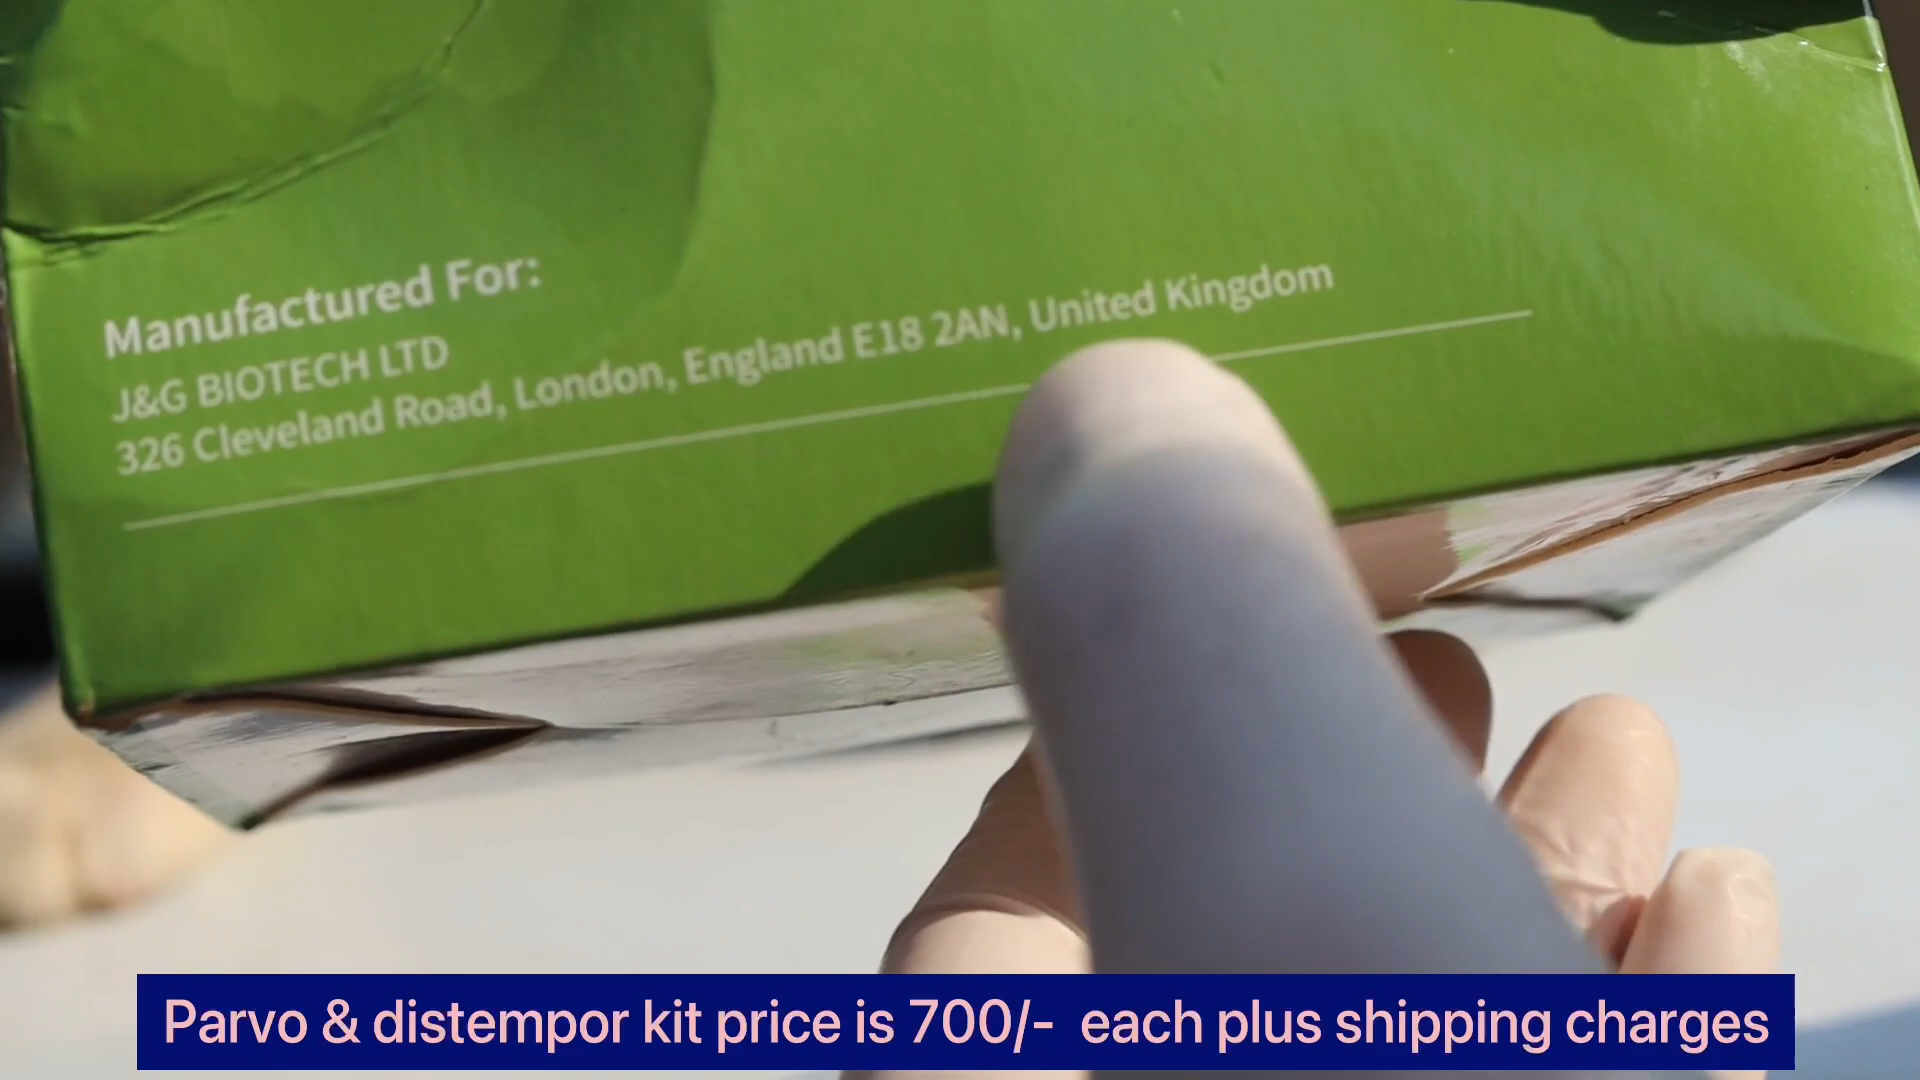 Manufactured For:
J&G BIOTECH LTD
326 Cleveland Road, London, England E18 2AN, United Kingdom
Parvo & distempor kit price is 700/- each plus shipping charges